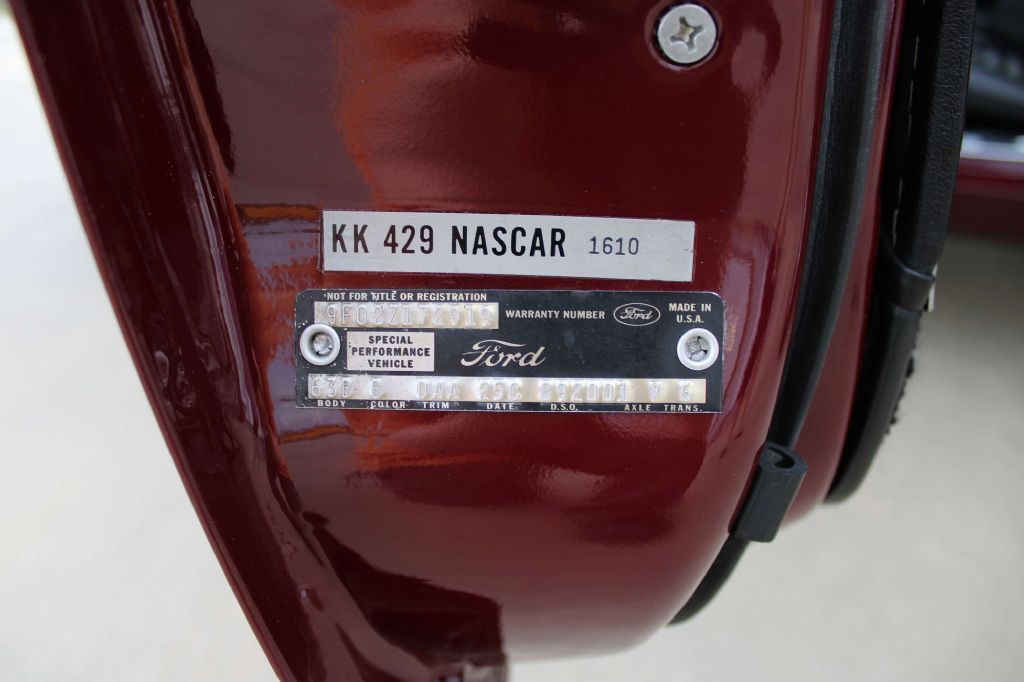 KK 429 NASCAR 1610
NOT FOR TITLE OR REGISTRATION
9F02Z172919
WARRANTY NUMBER
Ford
MADE IN
U.S.A.
SPECIAL
PERFORMANCE
VEHICLE
Ford
63B B DAA 25C 892001 V 6
BODY COLOR TRIM DATE D.S.O. AXLE TRANS.